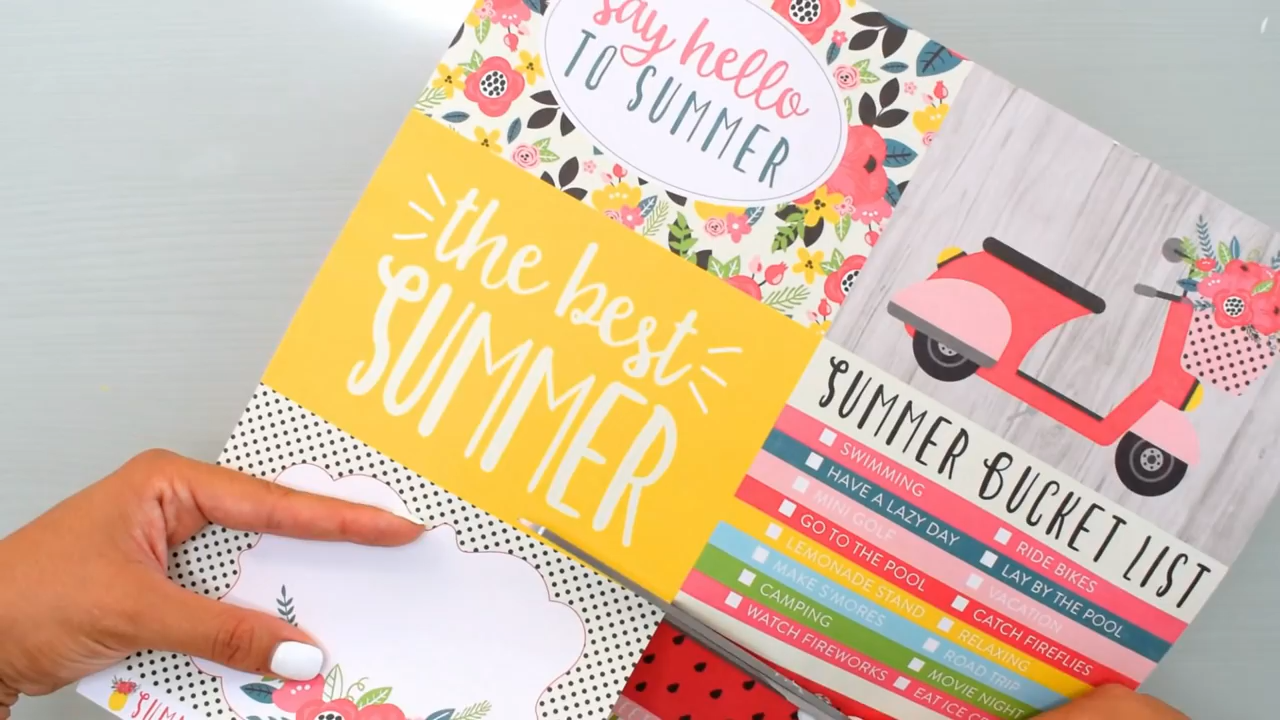 say hello
TO SUMMER
the best
SUMMER
SUMMER BUCKET LIST
SWIMMING
HAVE A LAZY DAY
MINI GOLF
GO TO THE POOL
LEMONADE STAND
MAKE S'MORES
CAMPING
WATCH FIREWORKS
RIDE BIKES
LAY BY THE POOL
VACATION
CATCH FIREFLIES
RELAXING
ROAD TRIP
MOVIE NIGHT
EAT ICE